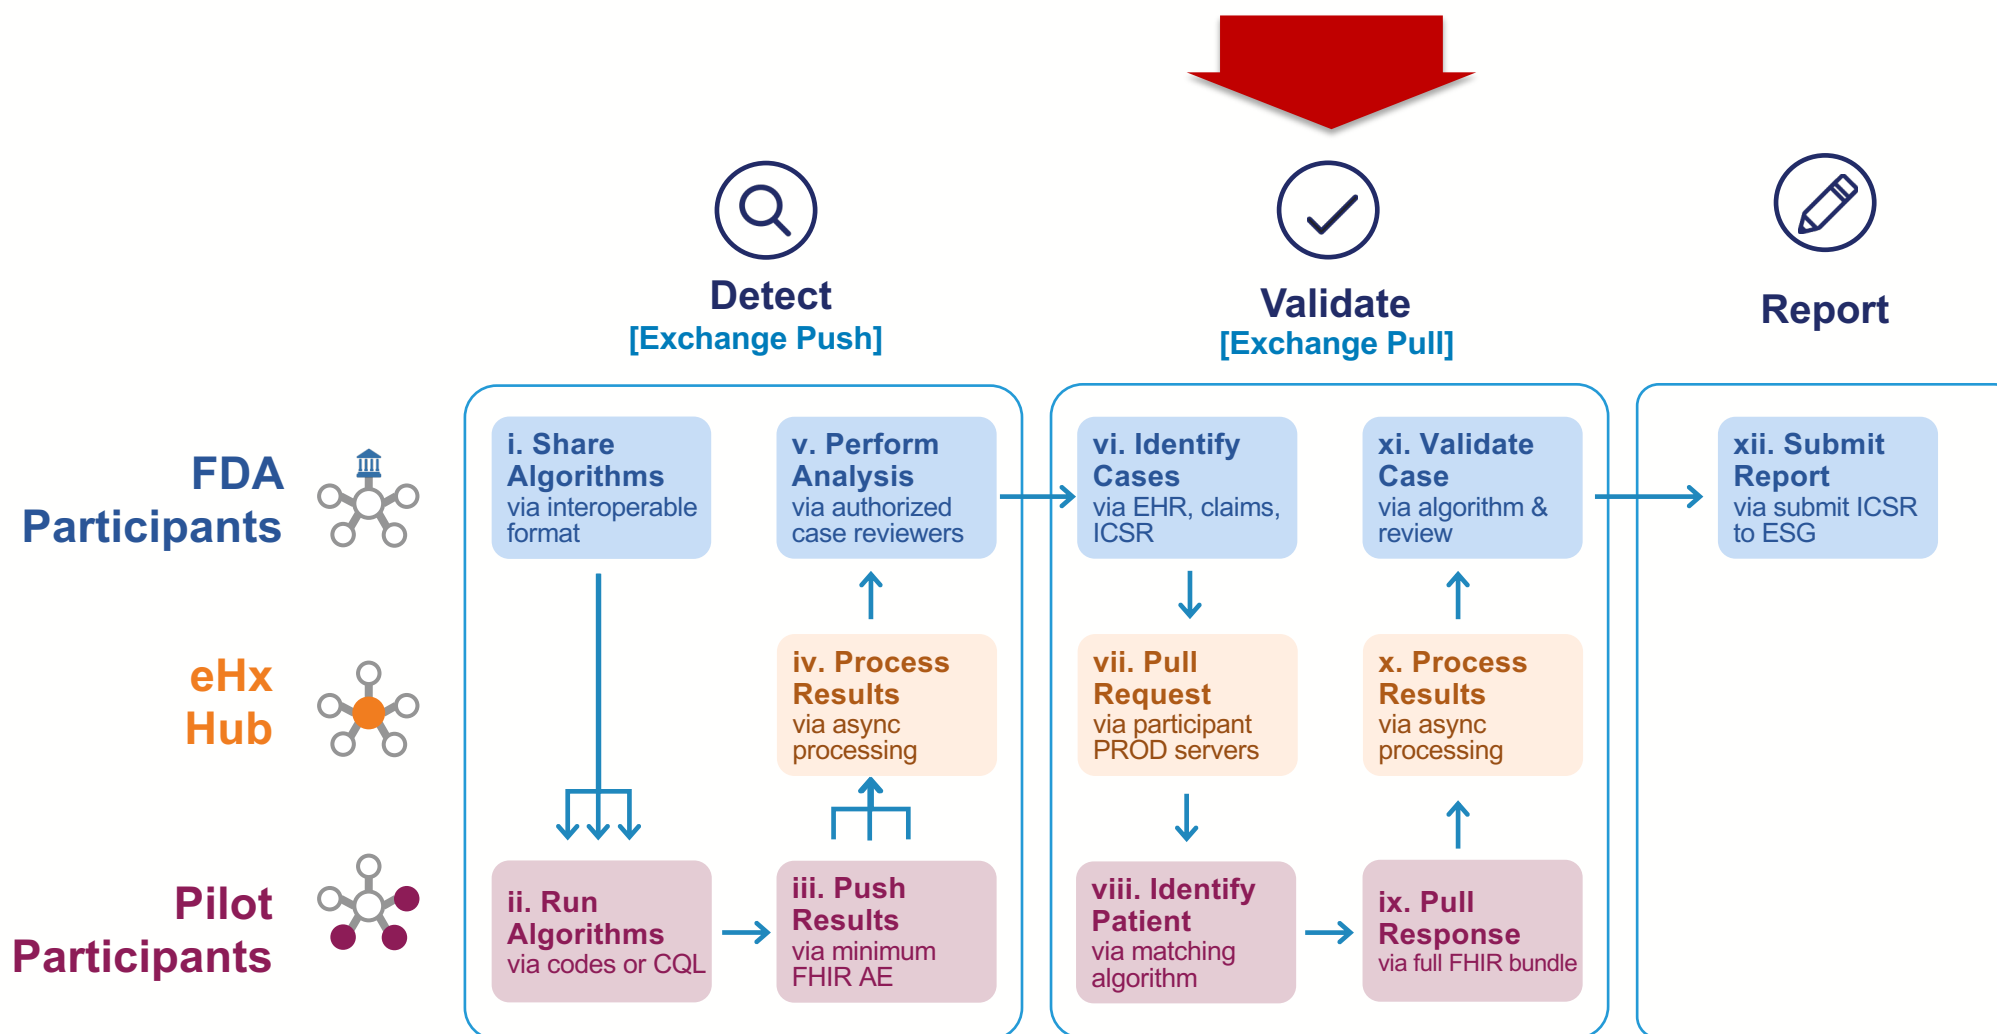 Detect
[Exchange Push]
Validate
[Exchange Pull]
Report
FDA
Participants
i. Share
Algorithms
via interoperable
format
v. Perform
Analysis
via authorized
case reviewers
vi. Identify
Cases
via EHR, claims,
ICSR
xi. Validate
Case
via algorithm &
review
xii. Submit
Report
via submit ICSR
to ESG
eHx
Hub
iv. Process
Results
via async
processing
vii. Pull
Request
via participant
PROD servers
x. Process
Results
via async
processing
Pilot
Participants
ii. Run
Algorithms
via codes or CQL
iii. Push
Results
via minimum
FHIR AE
viii. Identify
Patient
via matching
algorithm
ix. Pull
Response
via full FHIR bundle